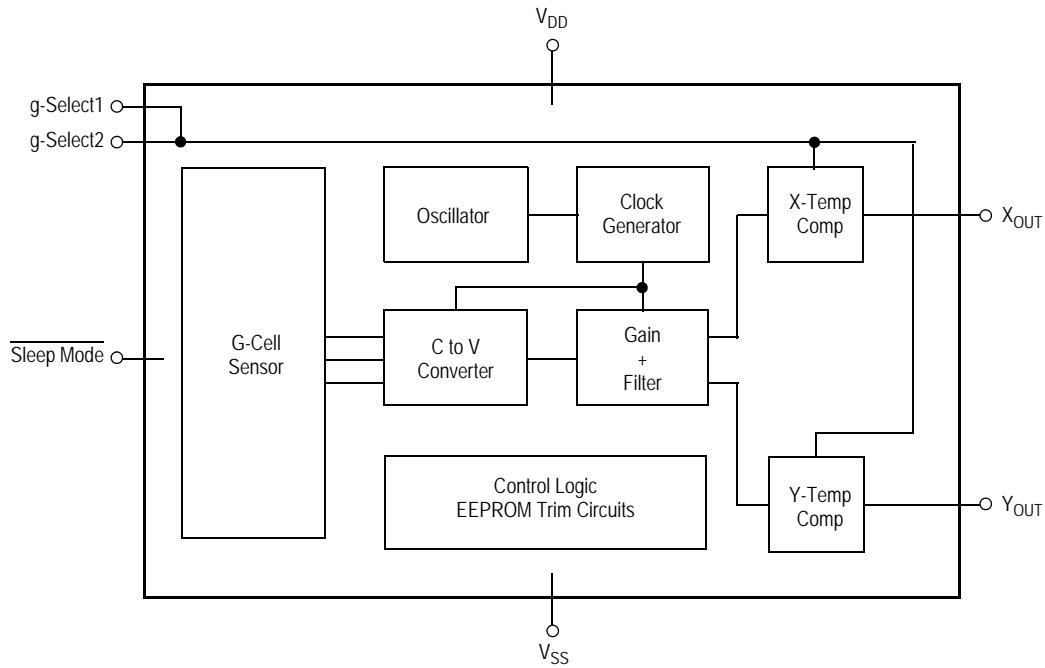 VDD
g-Select1
g-Select2
Oscillator
Clock
Generator
X-Temp
Comp
XOUT
Sleep Mode
G-Cell
Sensor
C to V
Converter
Gain
+
Filter
Control Logic
EEPROM Trim Circuits
Y-Temp
Comp
YOUT
VSS